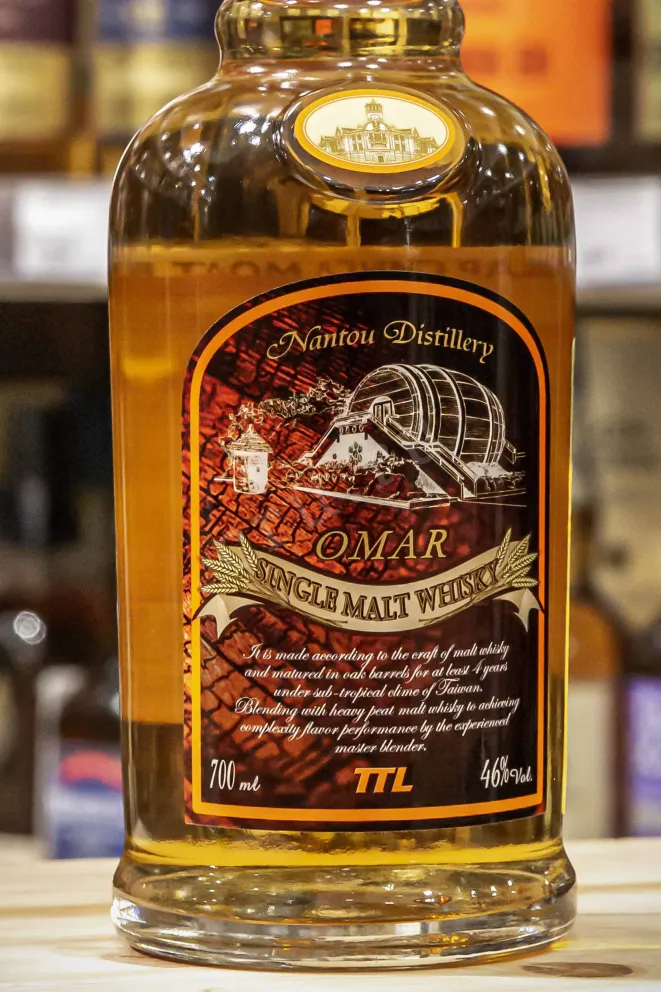 Nantou Distillery
OMAR
SINGLE MALT WHISKY
It is made according to the craft of malt whisky
and matured in oak barrels for at least 4 years
under sub-tropical clime of Taiwan.
Blending with heavy peat malt whisky to achieving
complexity flavor performance by the experienced
master blender.
700 ml
TTL
46% Vol.